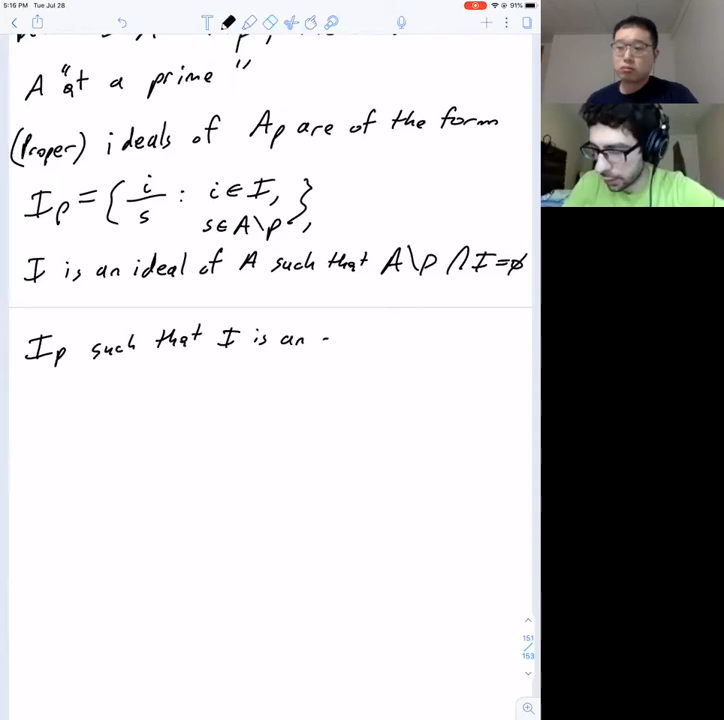 5:16 PM Tue Jul 28
91%
A "at a prime"
(Proper) ideals of Ap are of the form
Ip = { i/s : i ∈ I, s ∈ A\p },
I is an ideal of A such that A\p ∩ I = ∅
Ip such that I is an -
151
153